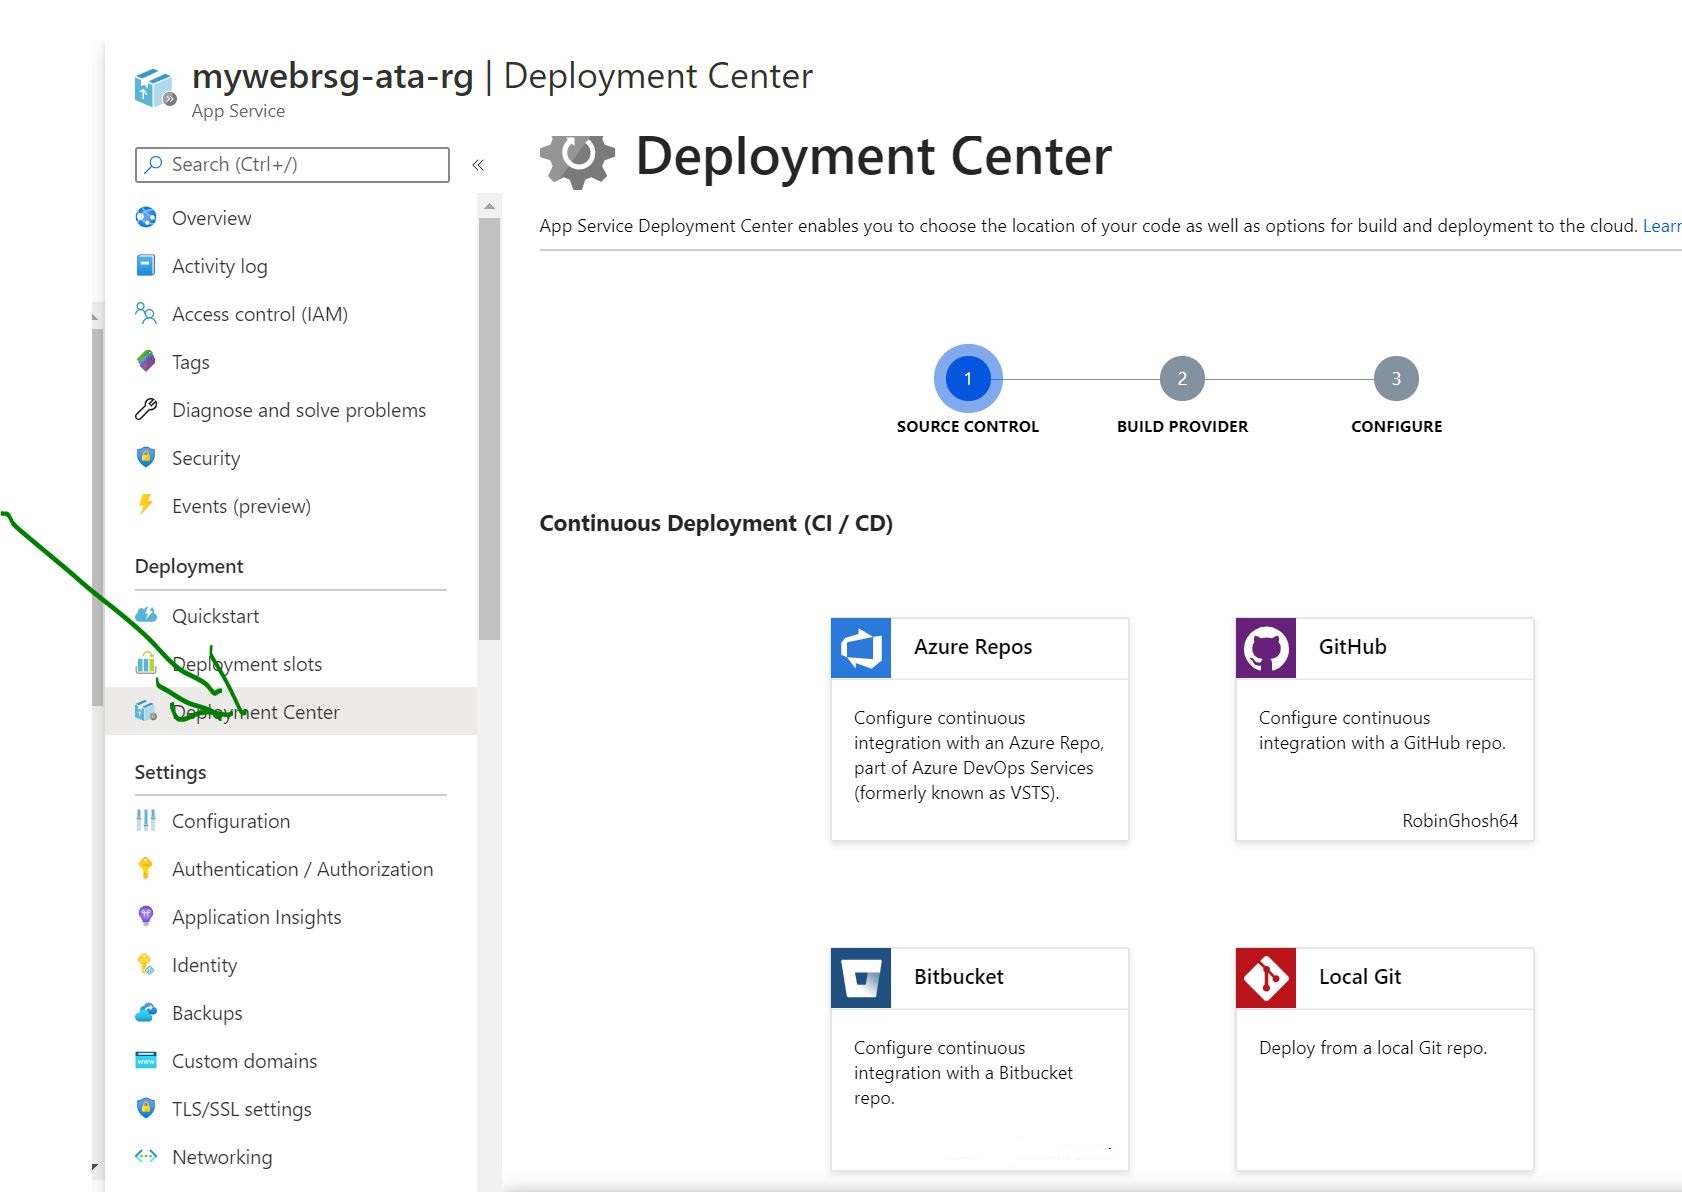 mywebrsg-ata-rg | Deployment Center
App Service
Search (Ctrl+/)
«
Overview
Activity log
Access control (IAM)
Tags
Diagnose and solve problems
Security
Events (preview)
Deployment
Quickstart
Deployment slots
Deployment Center
Settings
Configuration
Authentication / Authorization
Application Insights
Identity
Backups
Custom domains
TLS/SSL settings
Networking
Deployment Center
App Service Deployment Center enables you to choose the location of your code as well as options for build and deployment to the cloud. Learn
1
2
3
SOURCE CONTROL
BUILD PROVIDER
CONFIGURE
Continuous Deployment (CI / CD)
Azure Repos
Configure continuous
integration with an Azure Repo,
part of Azure DevOps Services
(formerly known as VSTS).
GitHub
Configure continuous
integration with a GitHub repo.
RobinGhosh64
Bitbucket
Configure continuous
integration with a Bitbucket
repo.
Local Git
Deploy from a local Git repo.